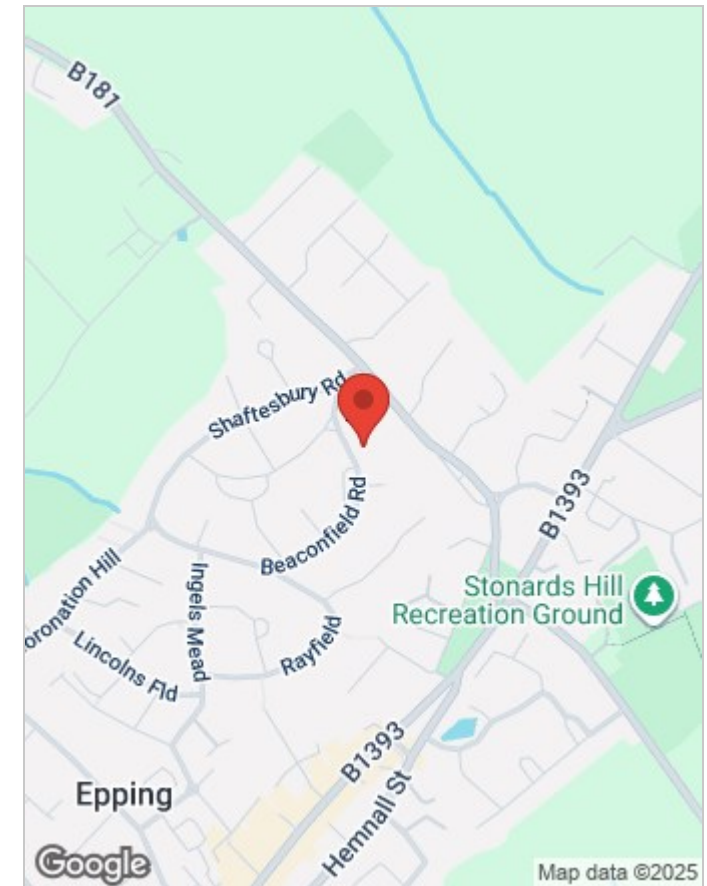 B181
Shaftesbury Rd
B1393
Beaconfield Rd
Ingels Mead
Stonards Hill
Recreation Ground
oronation Hill
Lincolns Fld
Rayfield
B1393
Hemnall St
Epping
Google
Map data ©2025